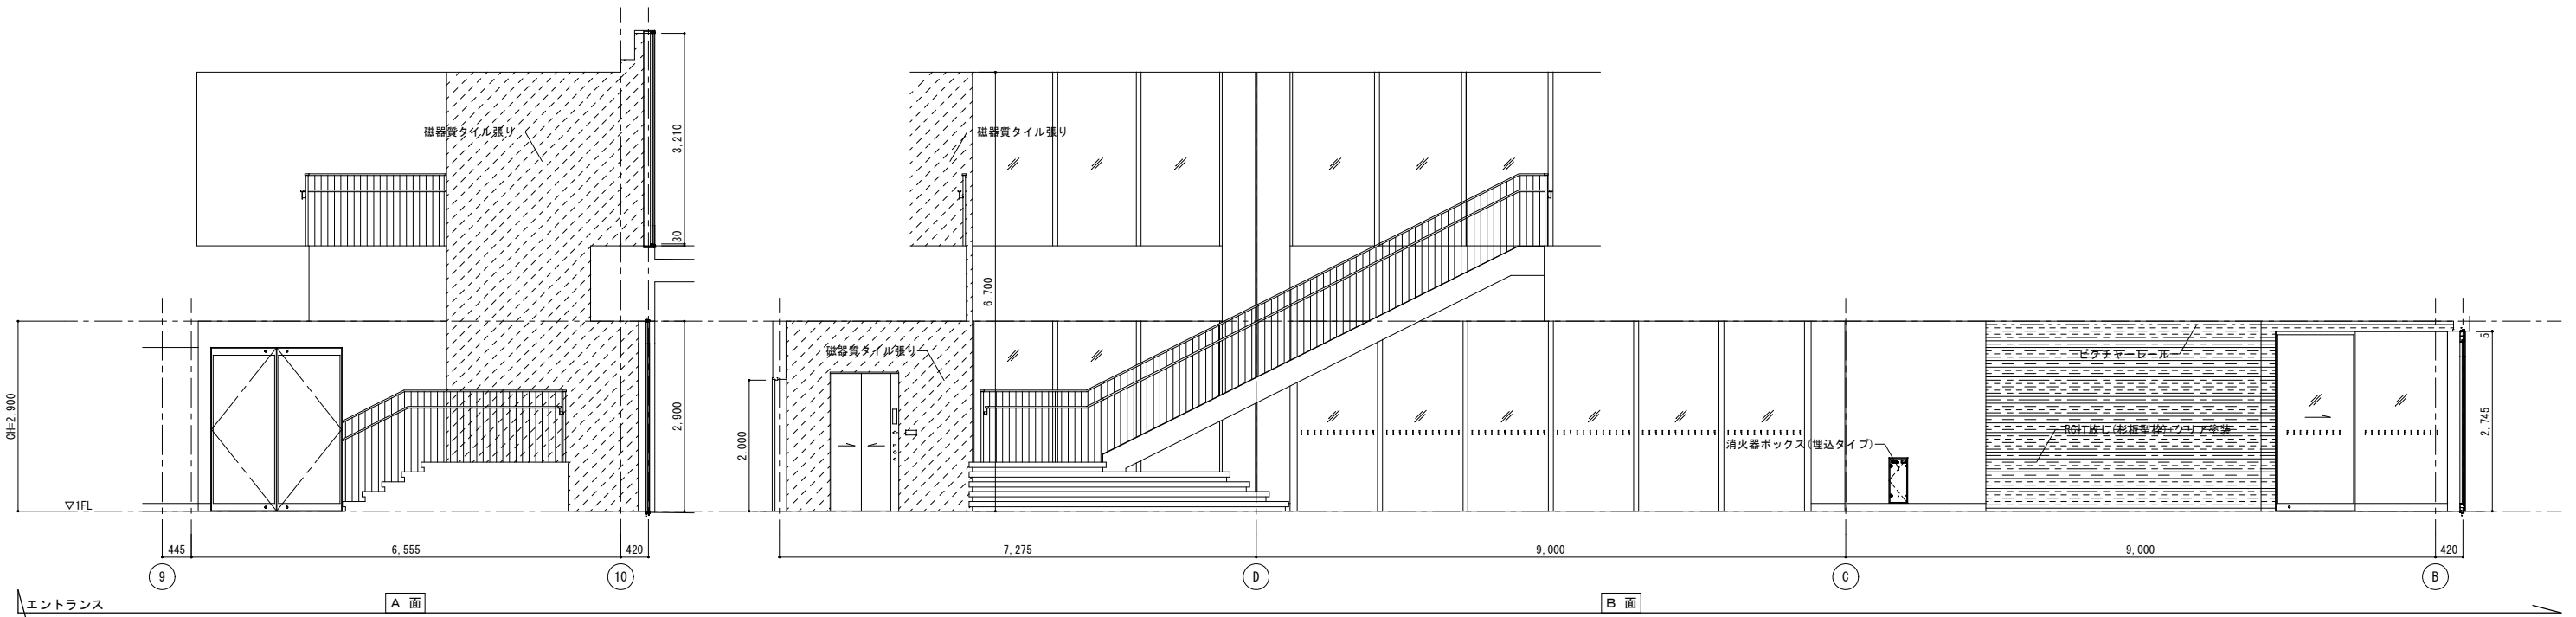 磁器質タイル張り
3,210
30
CH=2,900
2,900
▽1FL
445
6,555
420
9
10
磁器質タイル張り
6,700
磁器質タイル張り
2,000
ピクチャーレール
RC打放し(杉板型枠)+クリア塗装
消火器ボックス(埋込タイプ)
5
2,745
7,275
9,000
9,000
420
D
C
B
エントランス
A 面
B 面